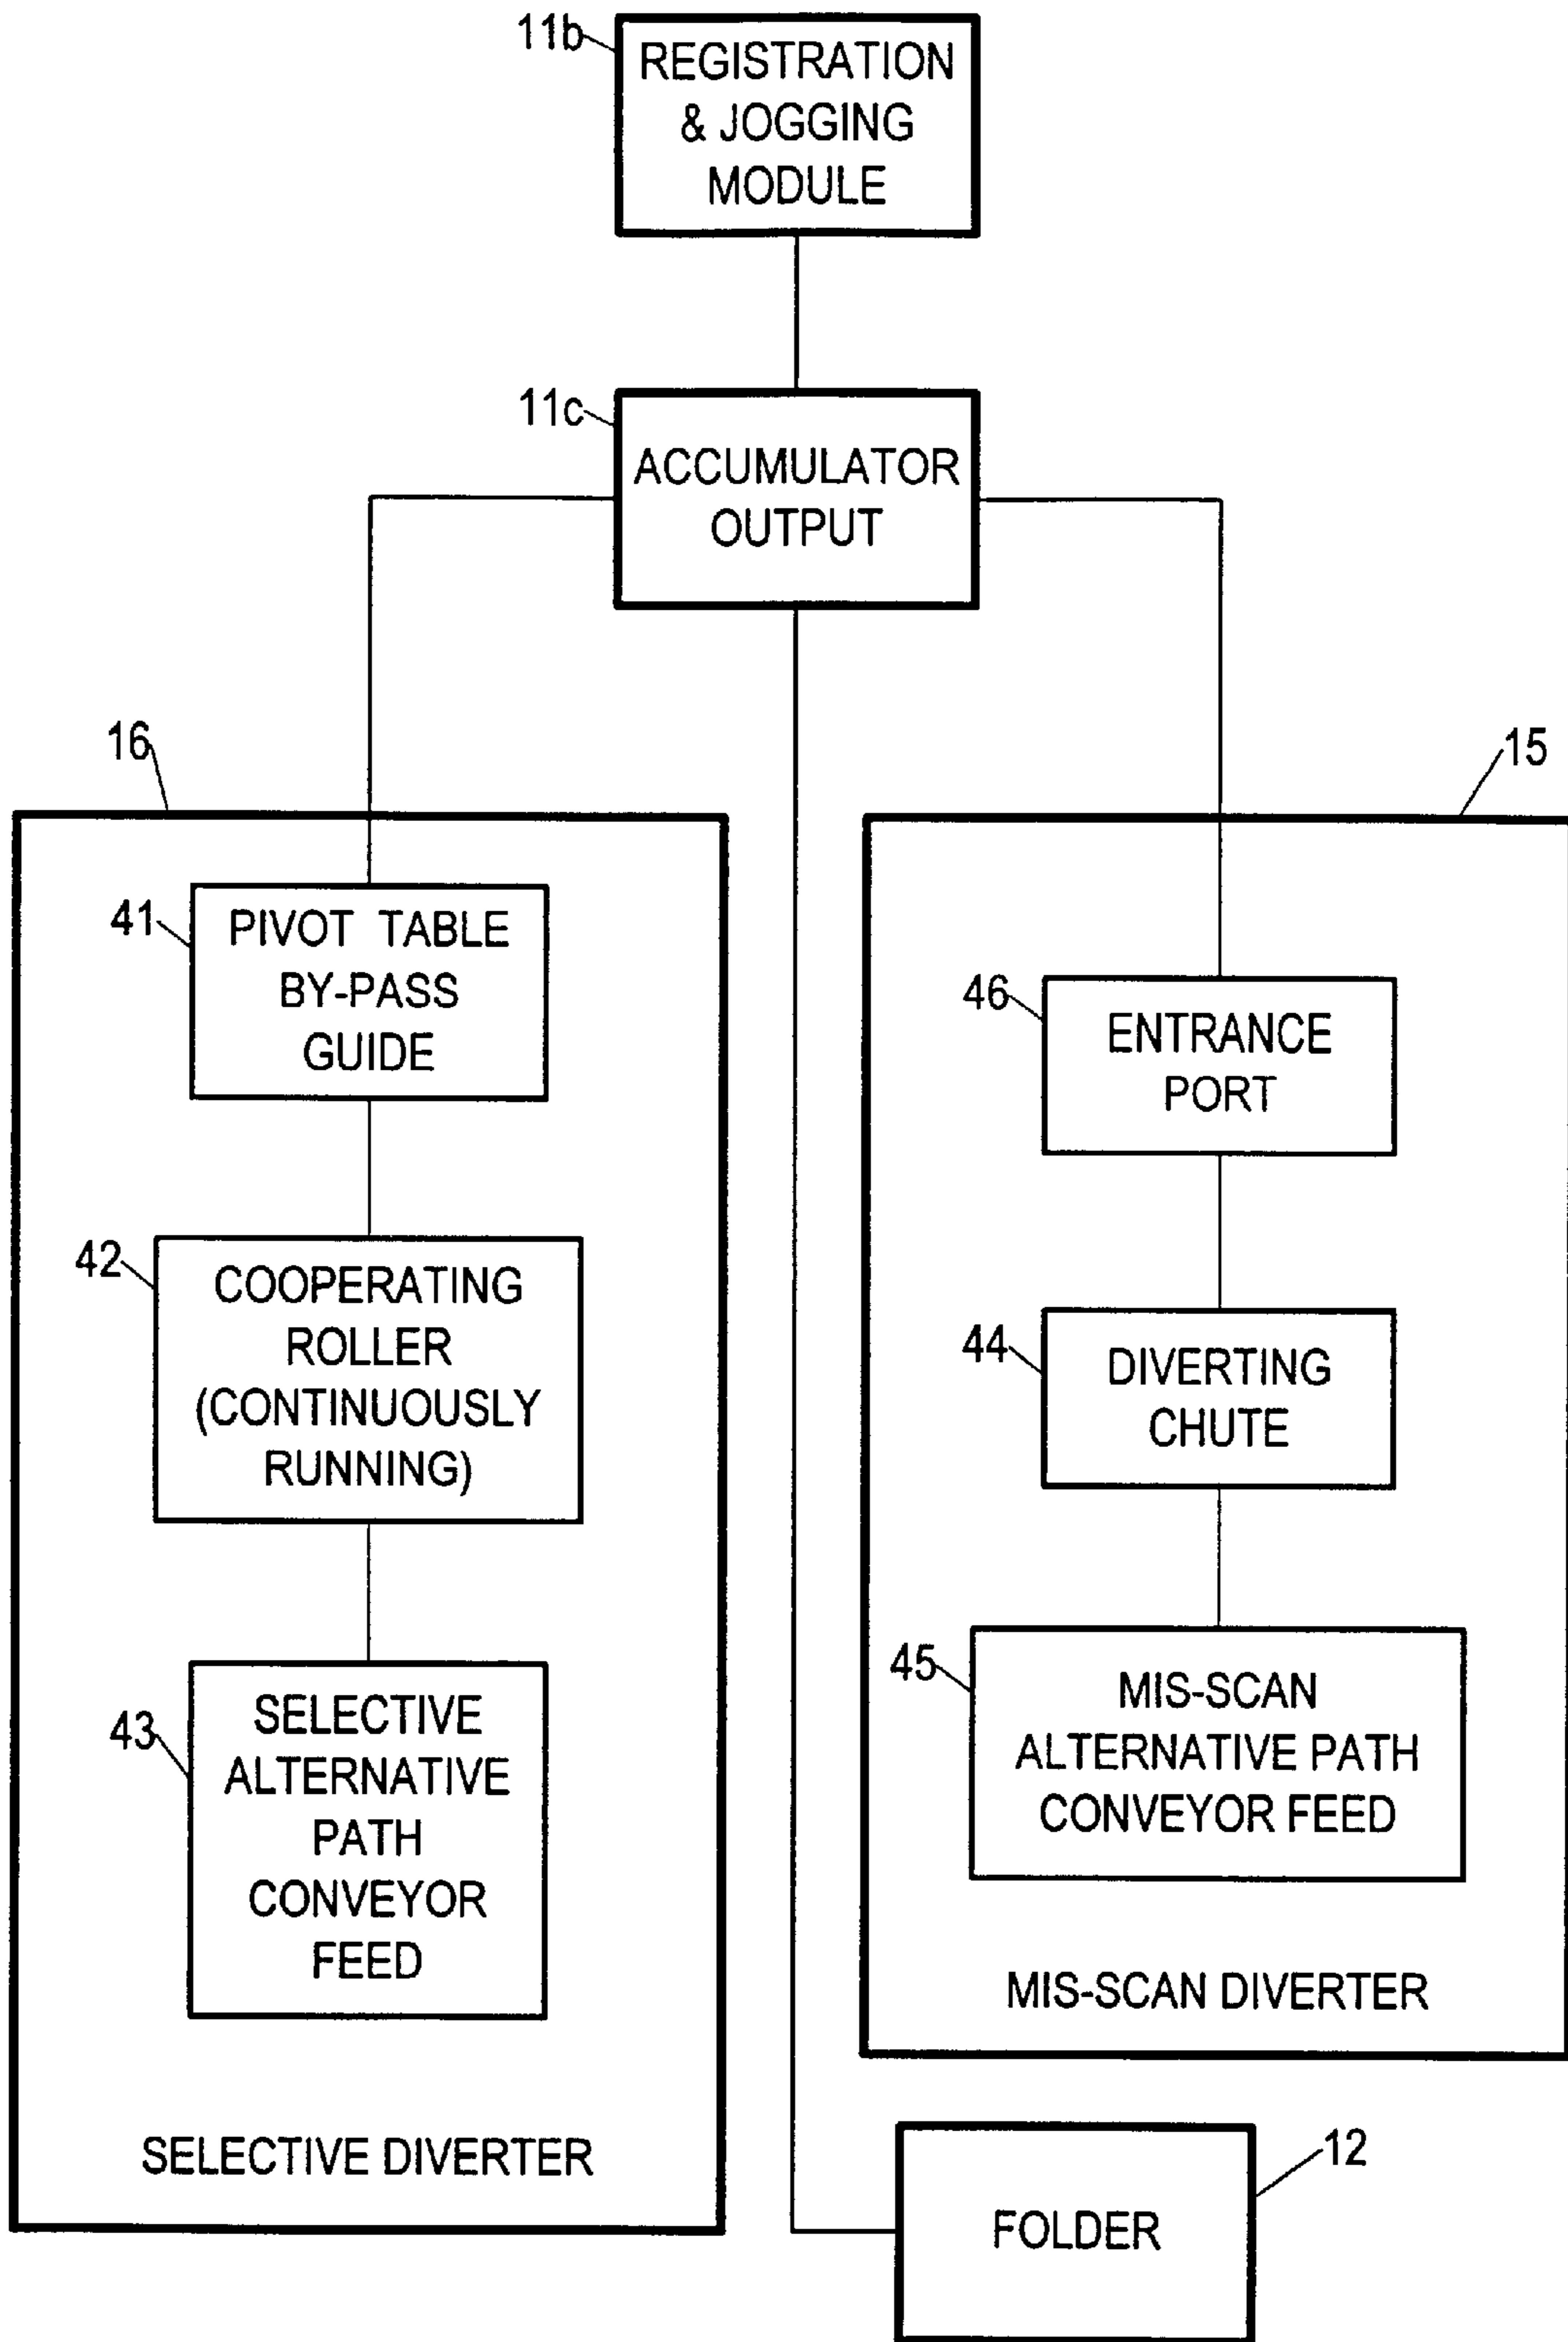 11b
REGISTRATION
& JOGGING
MODULE
11c
ACCUMULATOR
OUTPUT
16
41
PIVOT TABLE
BY-PASS
GUIDE
42
COOPERATING
ROLLER
(CONTINUOUSLY
RUNNING)
43
SELECTIVE
ALTERNATIVE
PATH
CONVEYOR
FEED
SELECTIVE DIVERTER
15
46
ENTRANCE
PORT
44
DIVERTING
CHUTE
45
MIS-SCAN
ALTERNATIVE PATH
CONVEYOR FEED
MIS-SCAN DIVERTER
12
FOLDER